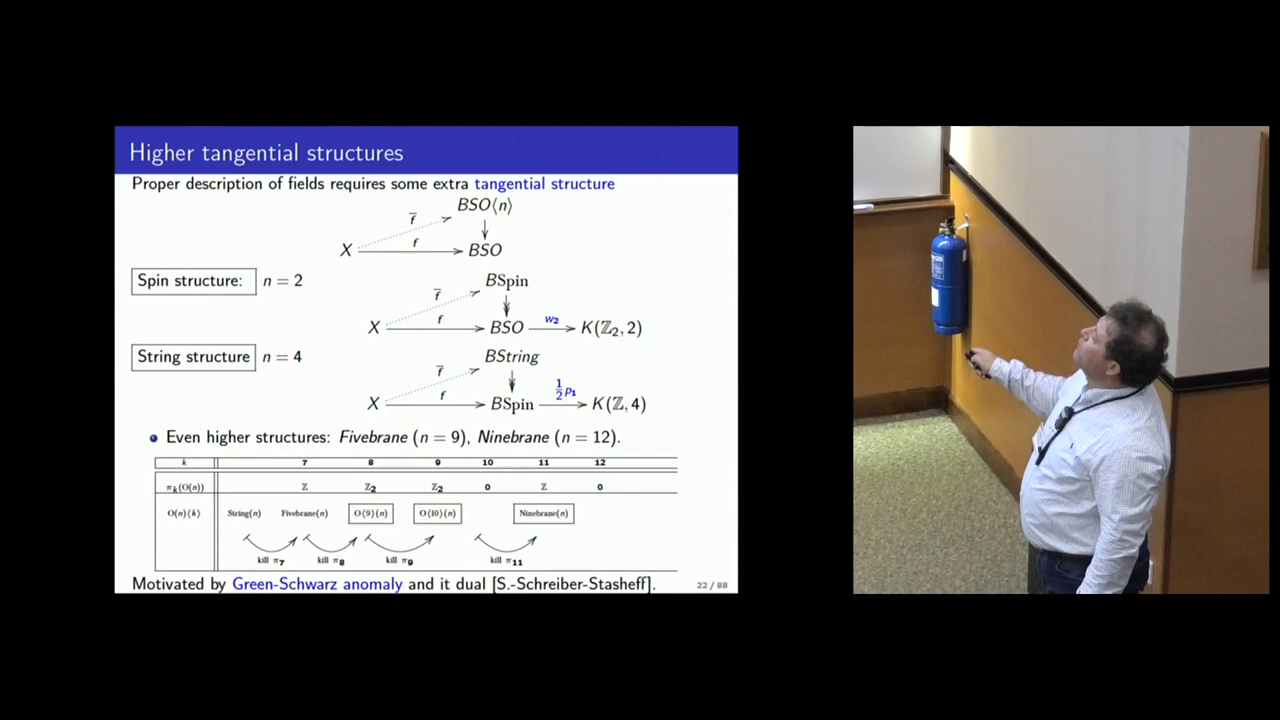 Higher tangential structures
Proper description of fields requires some extra tangential structure
BSO⟨n⟩
f̅
X f BSO
Spin structure: n = 2
BSpin
f̅
X f BSO w₂ K(ℤ₂, 2)
String structure n = 4
BString
f̅
X f BSpin ½p₁ K(ℤ, 4)
Even higher structures: Fivebrane (n = 9), Ninebrane (n = 12).
k 7 8 9 10 11 12
πₖ(O(n)) ℤ ℤ₂ ℤ₂ 0 ℤ 0
O(n)⟨k⟩ String(n) Fivebrane(n) O⟨9⟩(n) O⟨10⟩(n) Ninebrane(n)
kill π₇ kill π₈ kill π₉ kill π₁₁
Motivated by Green-Schwarz anomaly and it dual [S.-Schreiber-Stasheff].
22 / 88